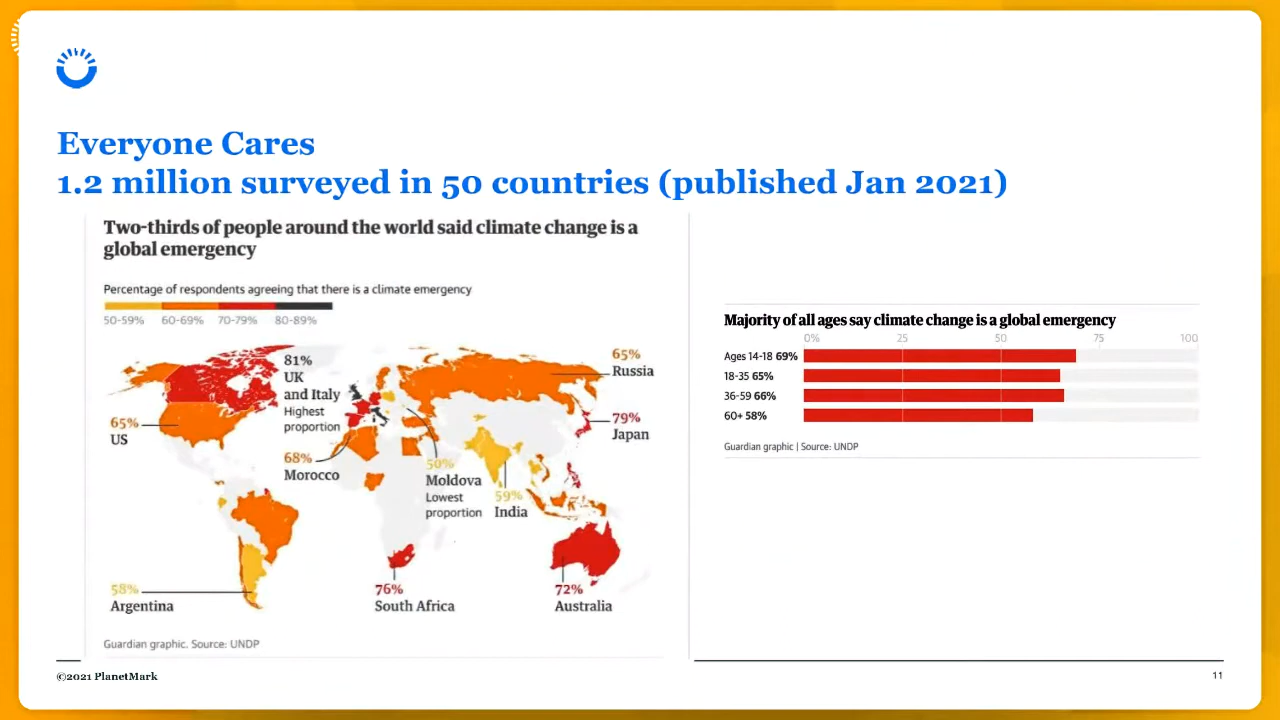 Everyone Cares
1.2 million surveyed in 50 countries (published Jan 2021)
Two-thirds of people around the world said climate change is a
global emergency
Percentage of respondents agreeing that there is a climate emergency
50-59% 60-69% 70-79% 80-89%
81%
UK
and Italy
Highest
proportion
65%
Russia
65%
US
79%
Japan
68%
Morocco
50%
Moldova
Lowest
proportion
59%
India
58%
Argentina
76%
South Africa
72%
Australia
Guardian graphic. Source: UNDP
Majority of all ages say climate change is a global emergency
0% 25 50 75 100
Ages 14-18 69%
18-35 65%
36-59 66%
60+ 58%
Guardian graphic | Source: UNDP
©2021 PlanetMark
11